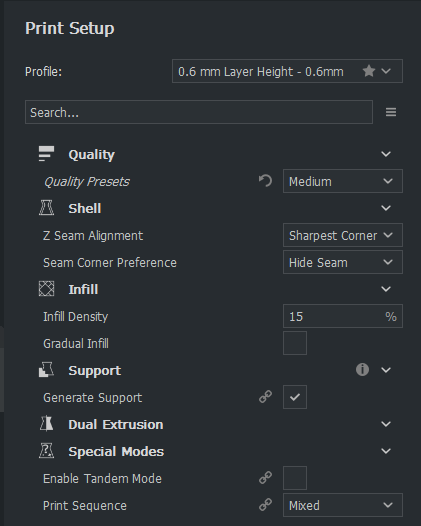 Print Setup
Profile: 0.6 mm Layer Height - 0.6mm
Search...
Quality
Quality Presets Medium
Shell
Z Seam Alignment Sharpest Corner
Seam Corner Preference Hide Seam
Infill
Infill Density 15 %
Gradual Infill
Support
Generate Support
Dual Extrusion
Special Modes
Enable Tandem Mode
Print Sequence Mixed